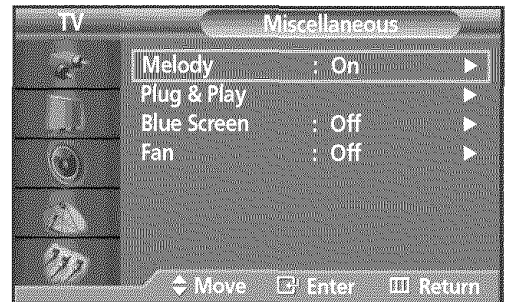 TV Miscellaneous
Melody : On
Plug & Play
Blue Screen : Off
Fan : Off
Move Enter Return